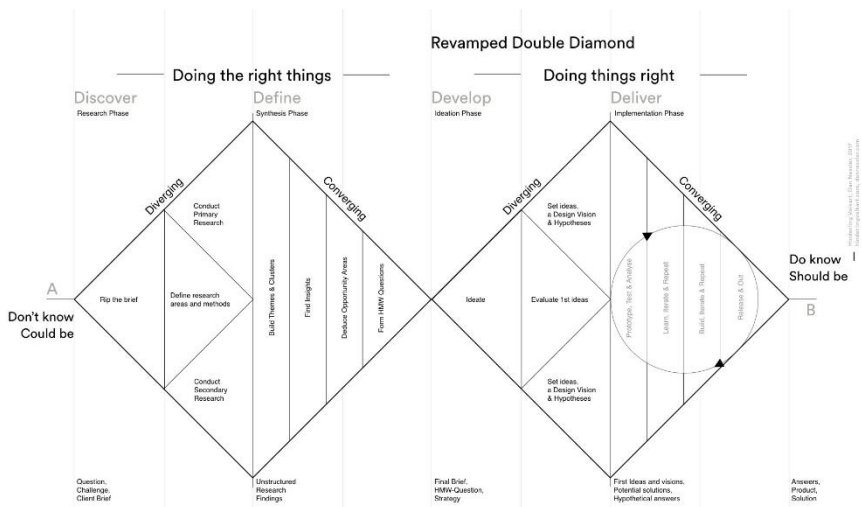 Revamped Double Diamond
Doing the right things
Doing things right
Discover
Research Phase
Define
Synthesis Phase
Develop
Ideation Phase
Deliver
Implementation Phase
Diverging
Converging
Diverging
Converging
A
Don't know
Could be
Rip the brief
Conduct
Primary
Research
Define research
areas and methods
Conduct
Secondary
Research
Build Themes & Clusters
Find Insights
Deduce Opportunity Areas
Form HMW Questions
Ideate
Set ideas,
a Design Vision
& Hypotheses
Evaluate 1st ideas
Set ideas,
a Design Vision
& Hypotheses
Prototype, Test & Analyse
Learn, Iterate & Repeat
Build, Iterate & Repeat
Release & Out
Do know
Should be
B
Question,
Challenge,
Client Brief
Unstructured
Research
Findings
Final Brief,
HMW-Question,
Strategy
First Ideas and visions,
Potential solutions,
Hypothetical answers
Answers,
Product,
Solution